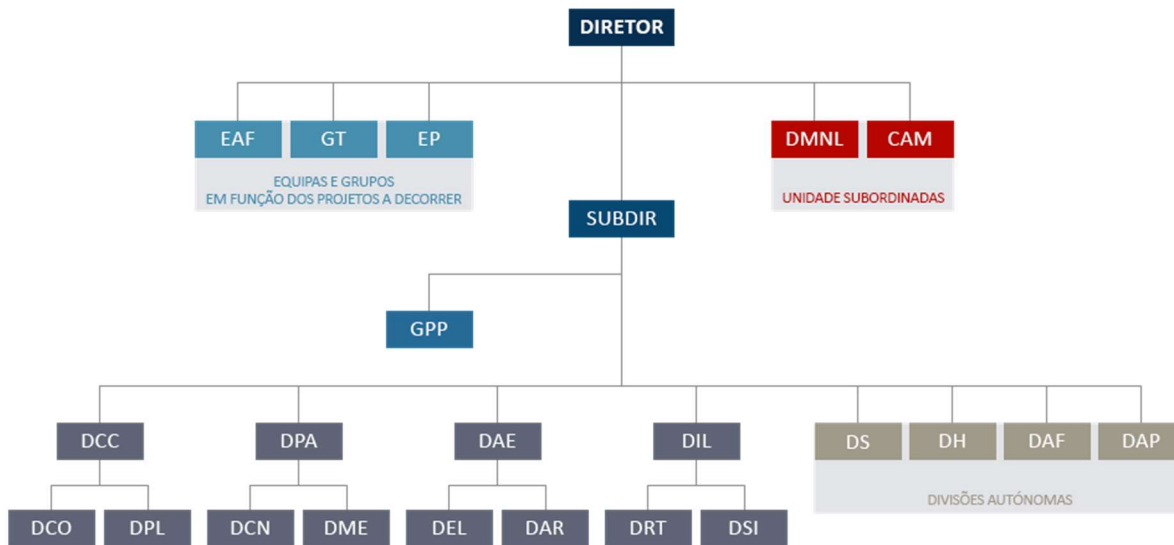 DIRETOR
EAF
GT
EP
EQUIPAS E GRUPOS
EM FUNÇÃO DOS PROJETOS A DECORRER
DMNL
CAM
UNIDADE SUBORDINADAS
SUBDIR
GPP
DCC
DPA
DAE
DIL
DS
DH
DAF
DAP
DIVISÕES AUTÓNOMAS
DCO
DPL
DCN
DME
DEL
DAR
DRT
DSI